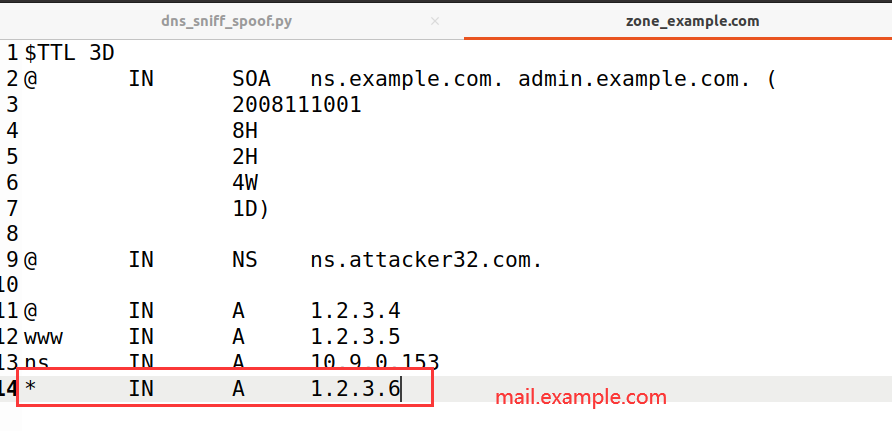 dns_sniff_spoof.py × zone_example.com
1 $TTL 3D
2 @ IN SOA ns.example.com. admin.example.com. (
3 2008111001
4 8H
5 2H
6 4W
7 1D)
8
9 @ IN NS ns.attacker32.com.
10
11 @ IN A 1.2.3.4
12 www IN A 1.2.3.5
13 ns IN A 10.9.0.153
14 * IN A 1.2.3.6
mail.example.com